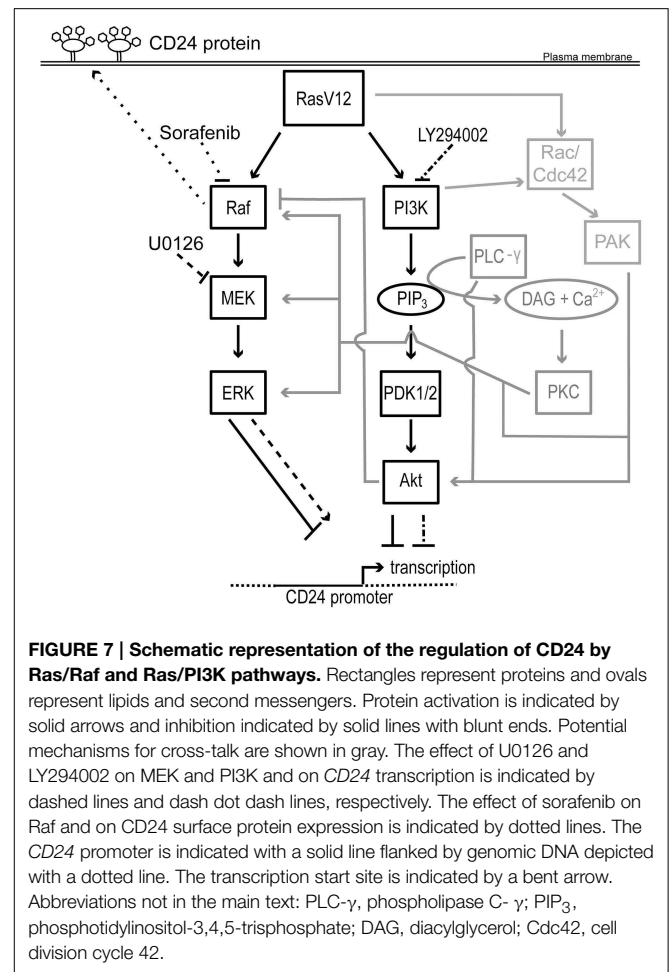 CD24 protein
Plasma membrane
RasV12
Sorafenib
LY294002
Rac/
Cdc42
Raf
PI3K
PAK
U0126
PLC-γ
MEK
PIP3
DAG + Ca2+
ERK
PDK1/2
PKC
Akt
transcription
CD24 promoter
FIGURE 7 | Schematic representation of the regulation of CD24 by
Ras/Raf and Ras/PI3K pathways. Rectangles represent proteins and ovals
represent lipids and second messengers. Protein activation is indicated by
solid arrows and inhibition indicated by solid lines with blunt ends. Potential
mechanisms for cross-talk are shown in gray. The effect of U0126 and
LY294002 on MEK and PI3K and on CD24 transcription is indicated by
dashed lines and dash dot dash lines, respectively. The effect of sorafenib on
Raf and on CD24 surface protein expression is indicated by dotted lines. The
CD24 promoter is indicated with a solid line flanked by genomic DNA depicted
with a dotted line. The transcription start site is indicated by a bent arrow.
Abbreviations not in the main text: PLC-γ, phospholipase C- γ; PIP3,
phosphotidylinositol-3,4,5-trisphosphate; DAG, diacylglycerol; Cdc42, cell
division cycle 42.